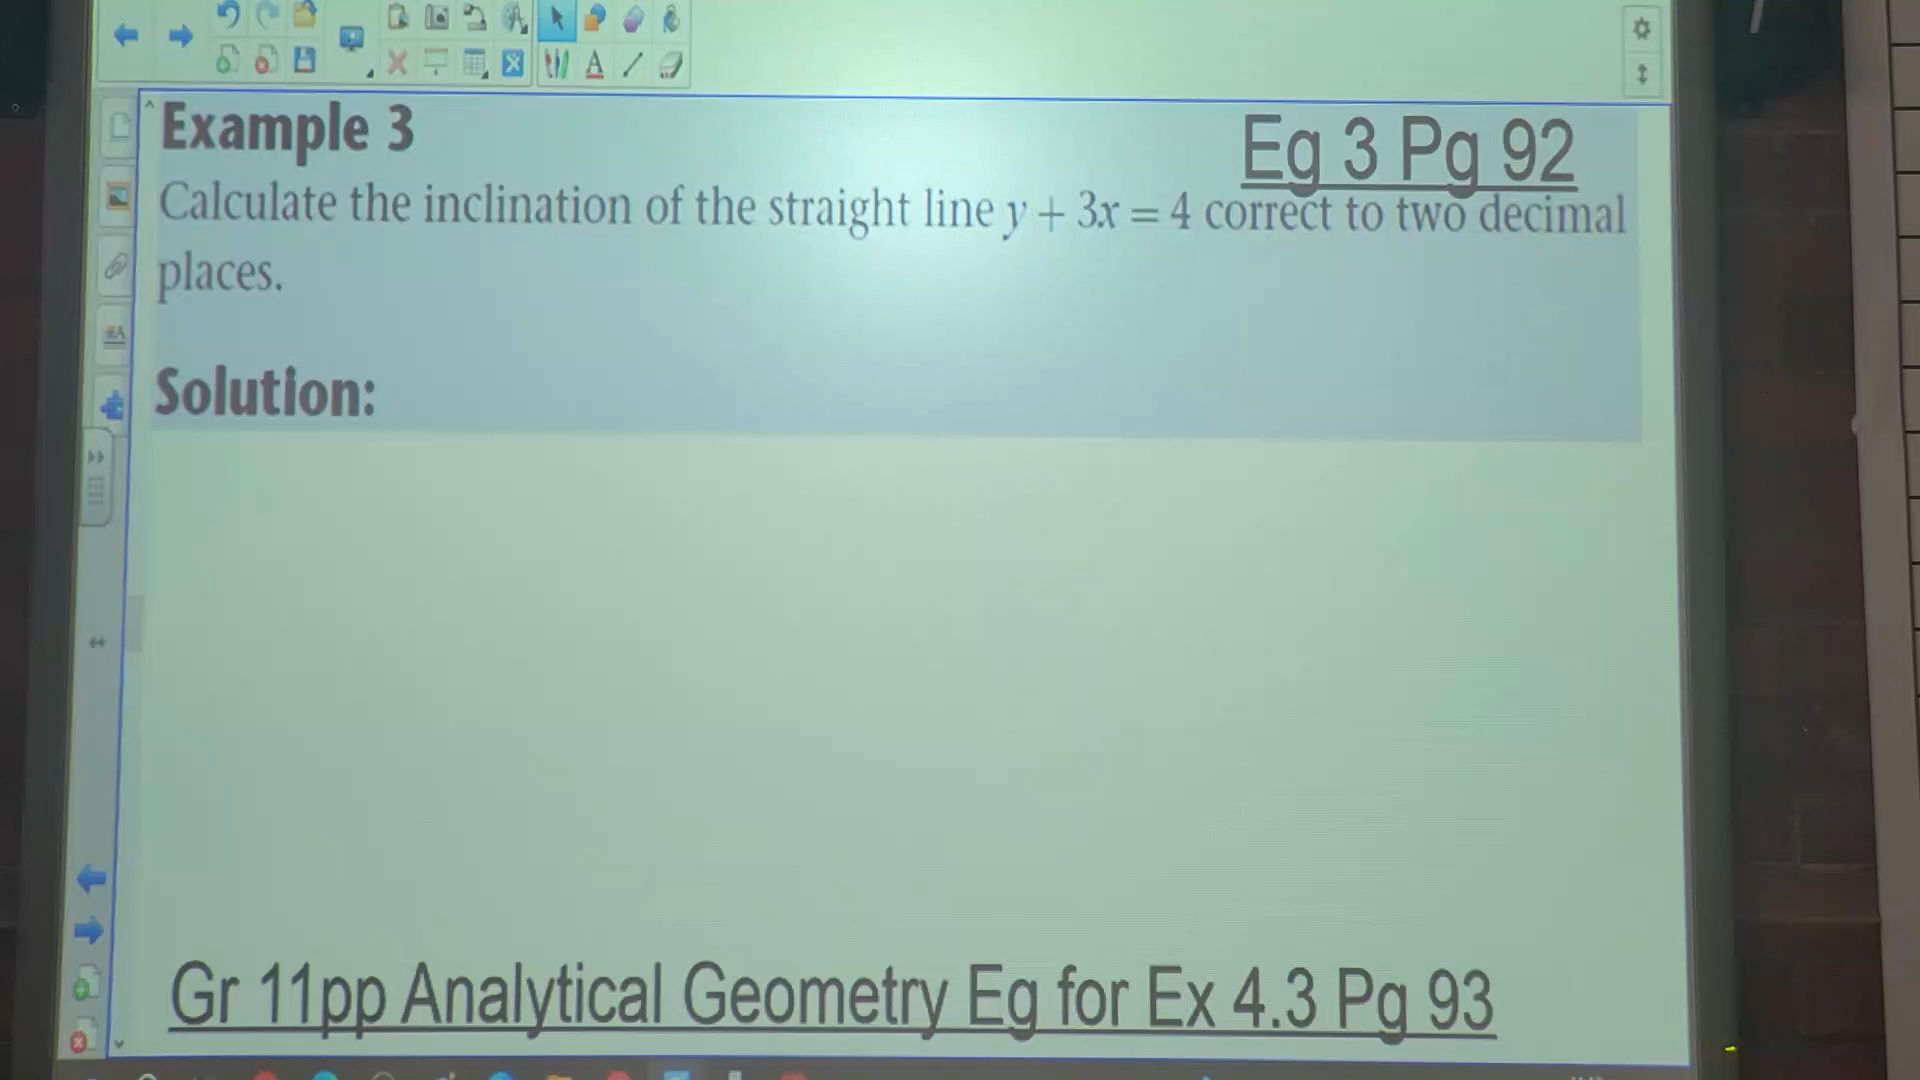 Example 3
Eg 3 Pg 92
Calculate the inclination of the straight line y + 3x = 4 correct to two decimal
places.
Solution:
Gr 11pp Analytical Geometry Eg for Ex 4.3 Pg 93